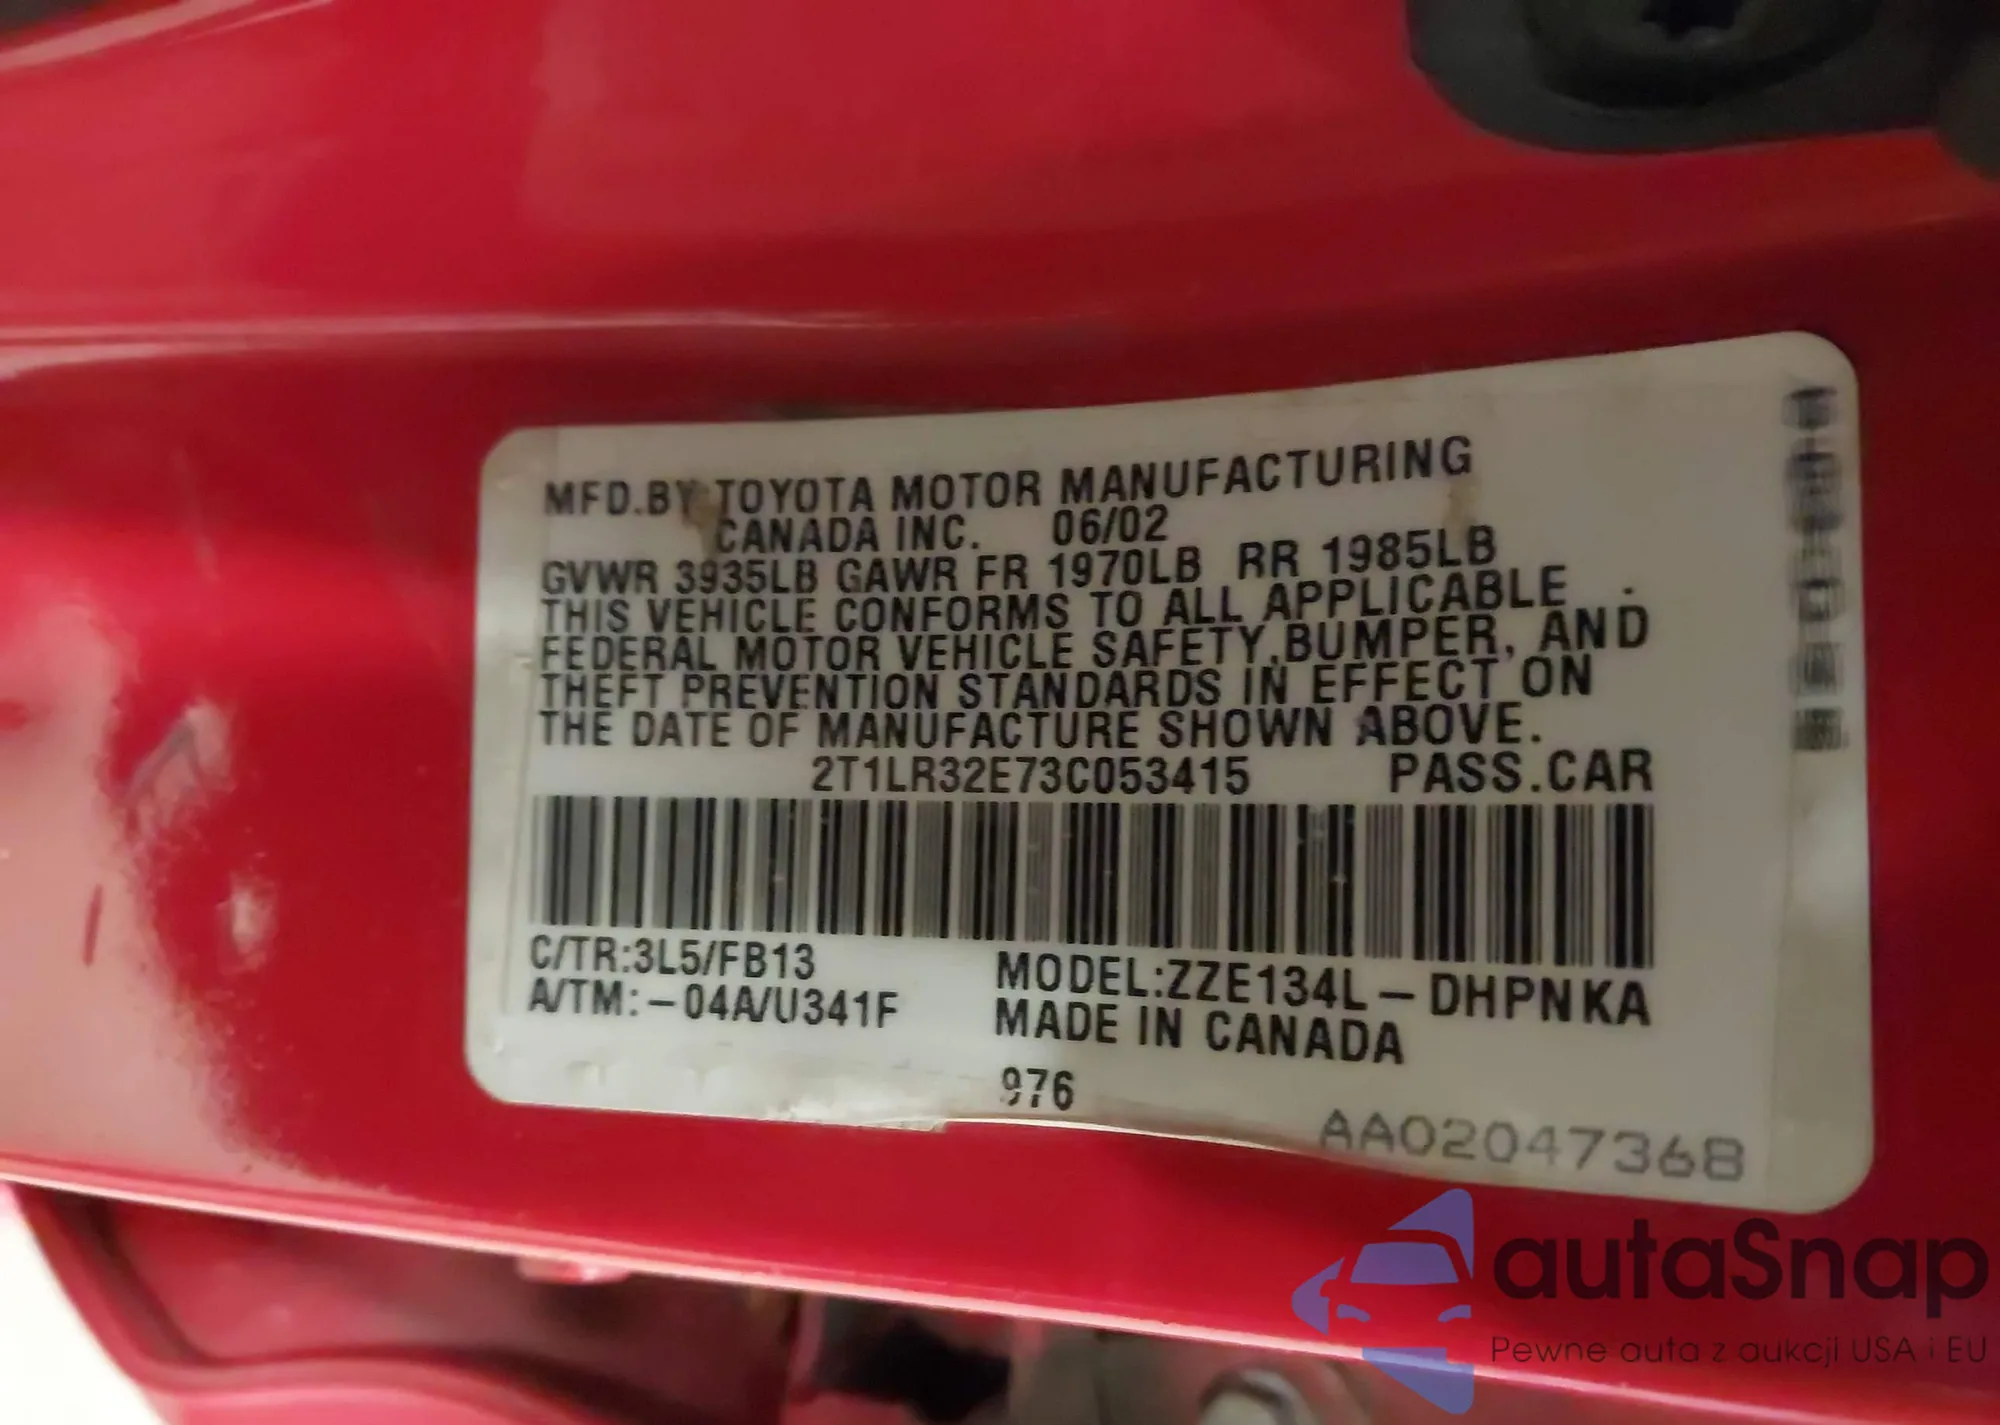 MFD.BY TOYOTA MOTOR MANUFACTURING
CANADA INC. 06/02
GVWR 3935LB GAWR FR 1970LB RR 1985LB
THIS VEHICLE CONFORMS TO ALL APPLICABLE
FEDERAL MOTOR VEHICLE SAFETY,BUMPER, AND
THEFT PREVENTION STANDARDS IN EFFECT ON
THE DATE OF MANUFACTURE SHOWN ABOVE.
2T1LR32E73C053415 PASS.CAR
C/TR:3L5/FB13
A/TM:-04A/U341F
MODEL:ZZE134L-DHPNKA
MADE IN CANADA
976
AA02047368
autaSnap
Pewne auta z aukcji USA i EU